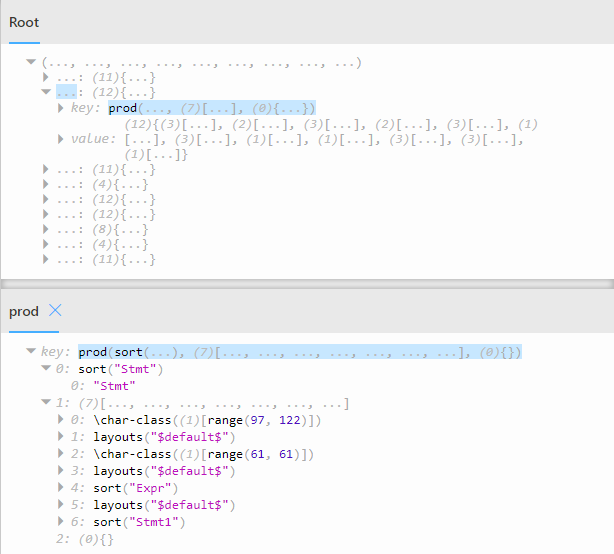 Root
(..., ..., ..., ..., ..., ..., ..., ..., ...)
...: (11){...}
...: (12){...}
key: prod(..., (7)[...], (0){...})
(12){(3)[...], (2)[...], (3)[...], (2)[...], (3)[...], (1)
value: [...], (3)[...], (1)[...], (1)[...], (3)[...], (3)[...],
(1)[...]}
...: (11){...}
...: (4){...}
...: (12){...}
...: (12){...}
...: (8){...}
...: (4){...}
...: (11){...}
prod ×
key: prod(sort(...), (7)[..., ..., ..., ..., ..., ..., ...], (0){})
0: sort("Stmt")
0: "Stmt"
1: (7)[..., ..., ..., ..., ..., ..., ...]
0: \char-class((1)[range(97, 122)])
1: layouts("$default$")
2: \char-class((1)[range(61, 61)])
3: layouts("$default$")
4: sort("Expr")
5: layouts("$default$")
6: sort("Stmt1")
2: (0){}